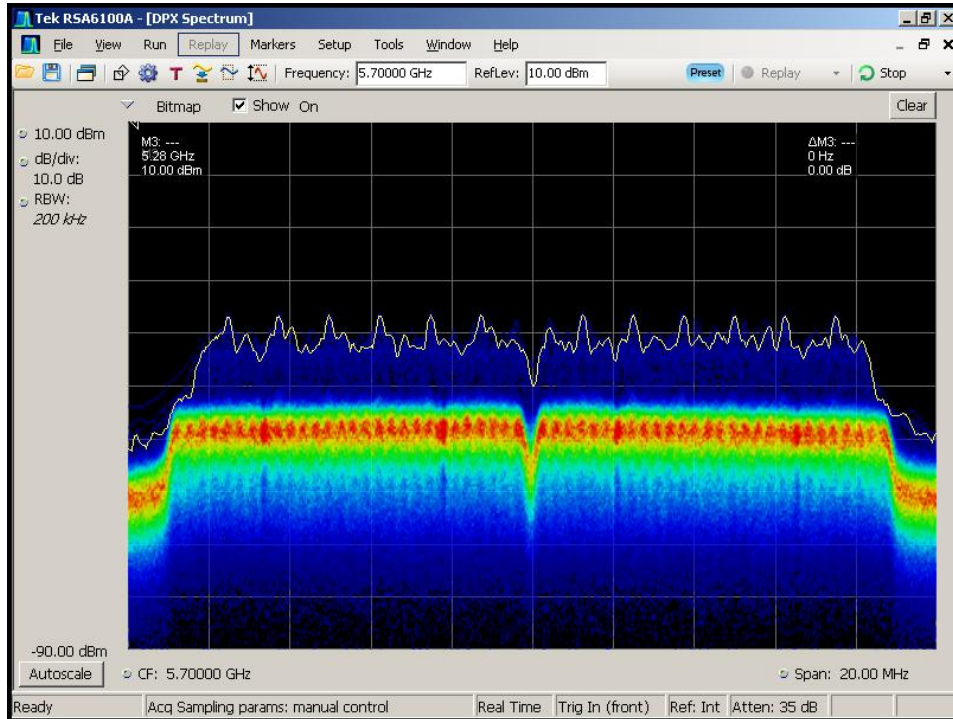 Tek RSA6100A - [DPX Spectrum]
File View Run Replay Markers Setup Tools Window Help
T Frequency: 5.70000 GHz RefLev: 10.00 dBm Preset Replay Stop
Bitmap Show On Clear
10.00 dBm
dB/div:
10.0 dB
RBW:
200 kHz
M3: ---
5.28 GHz
10.00 dBm
ΔM3: ---
0 Hz
0.00 dB
-90.00 dBm
Autoscale CF: 5.70000 GHz Span: 20.00 MHz
Ready Acq Sampling params: manual control Real Time Trig In (front) Ref: Int Atten: 35 dB